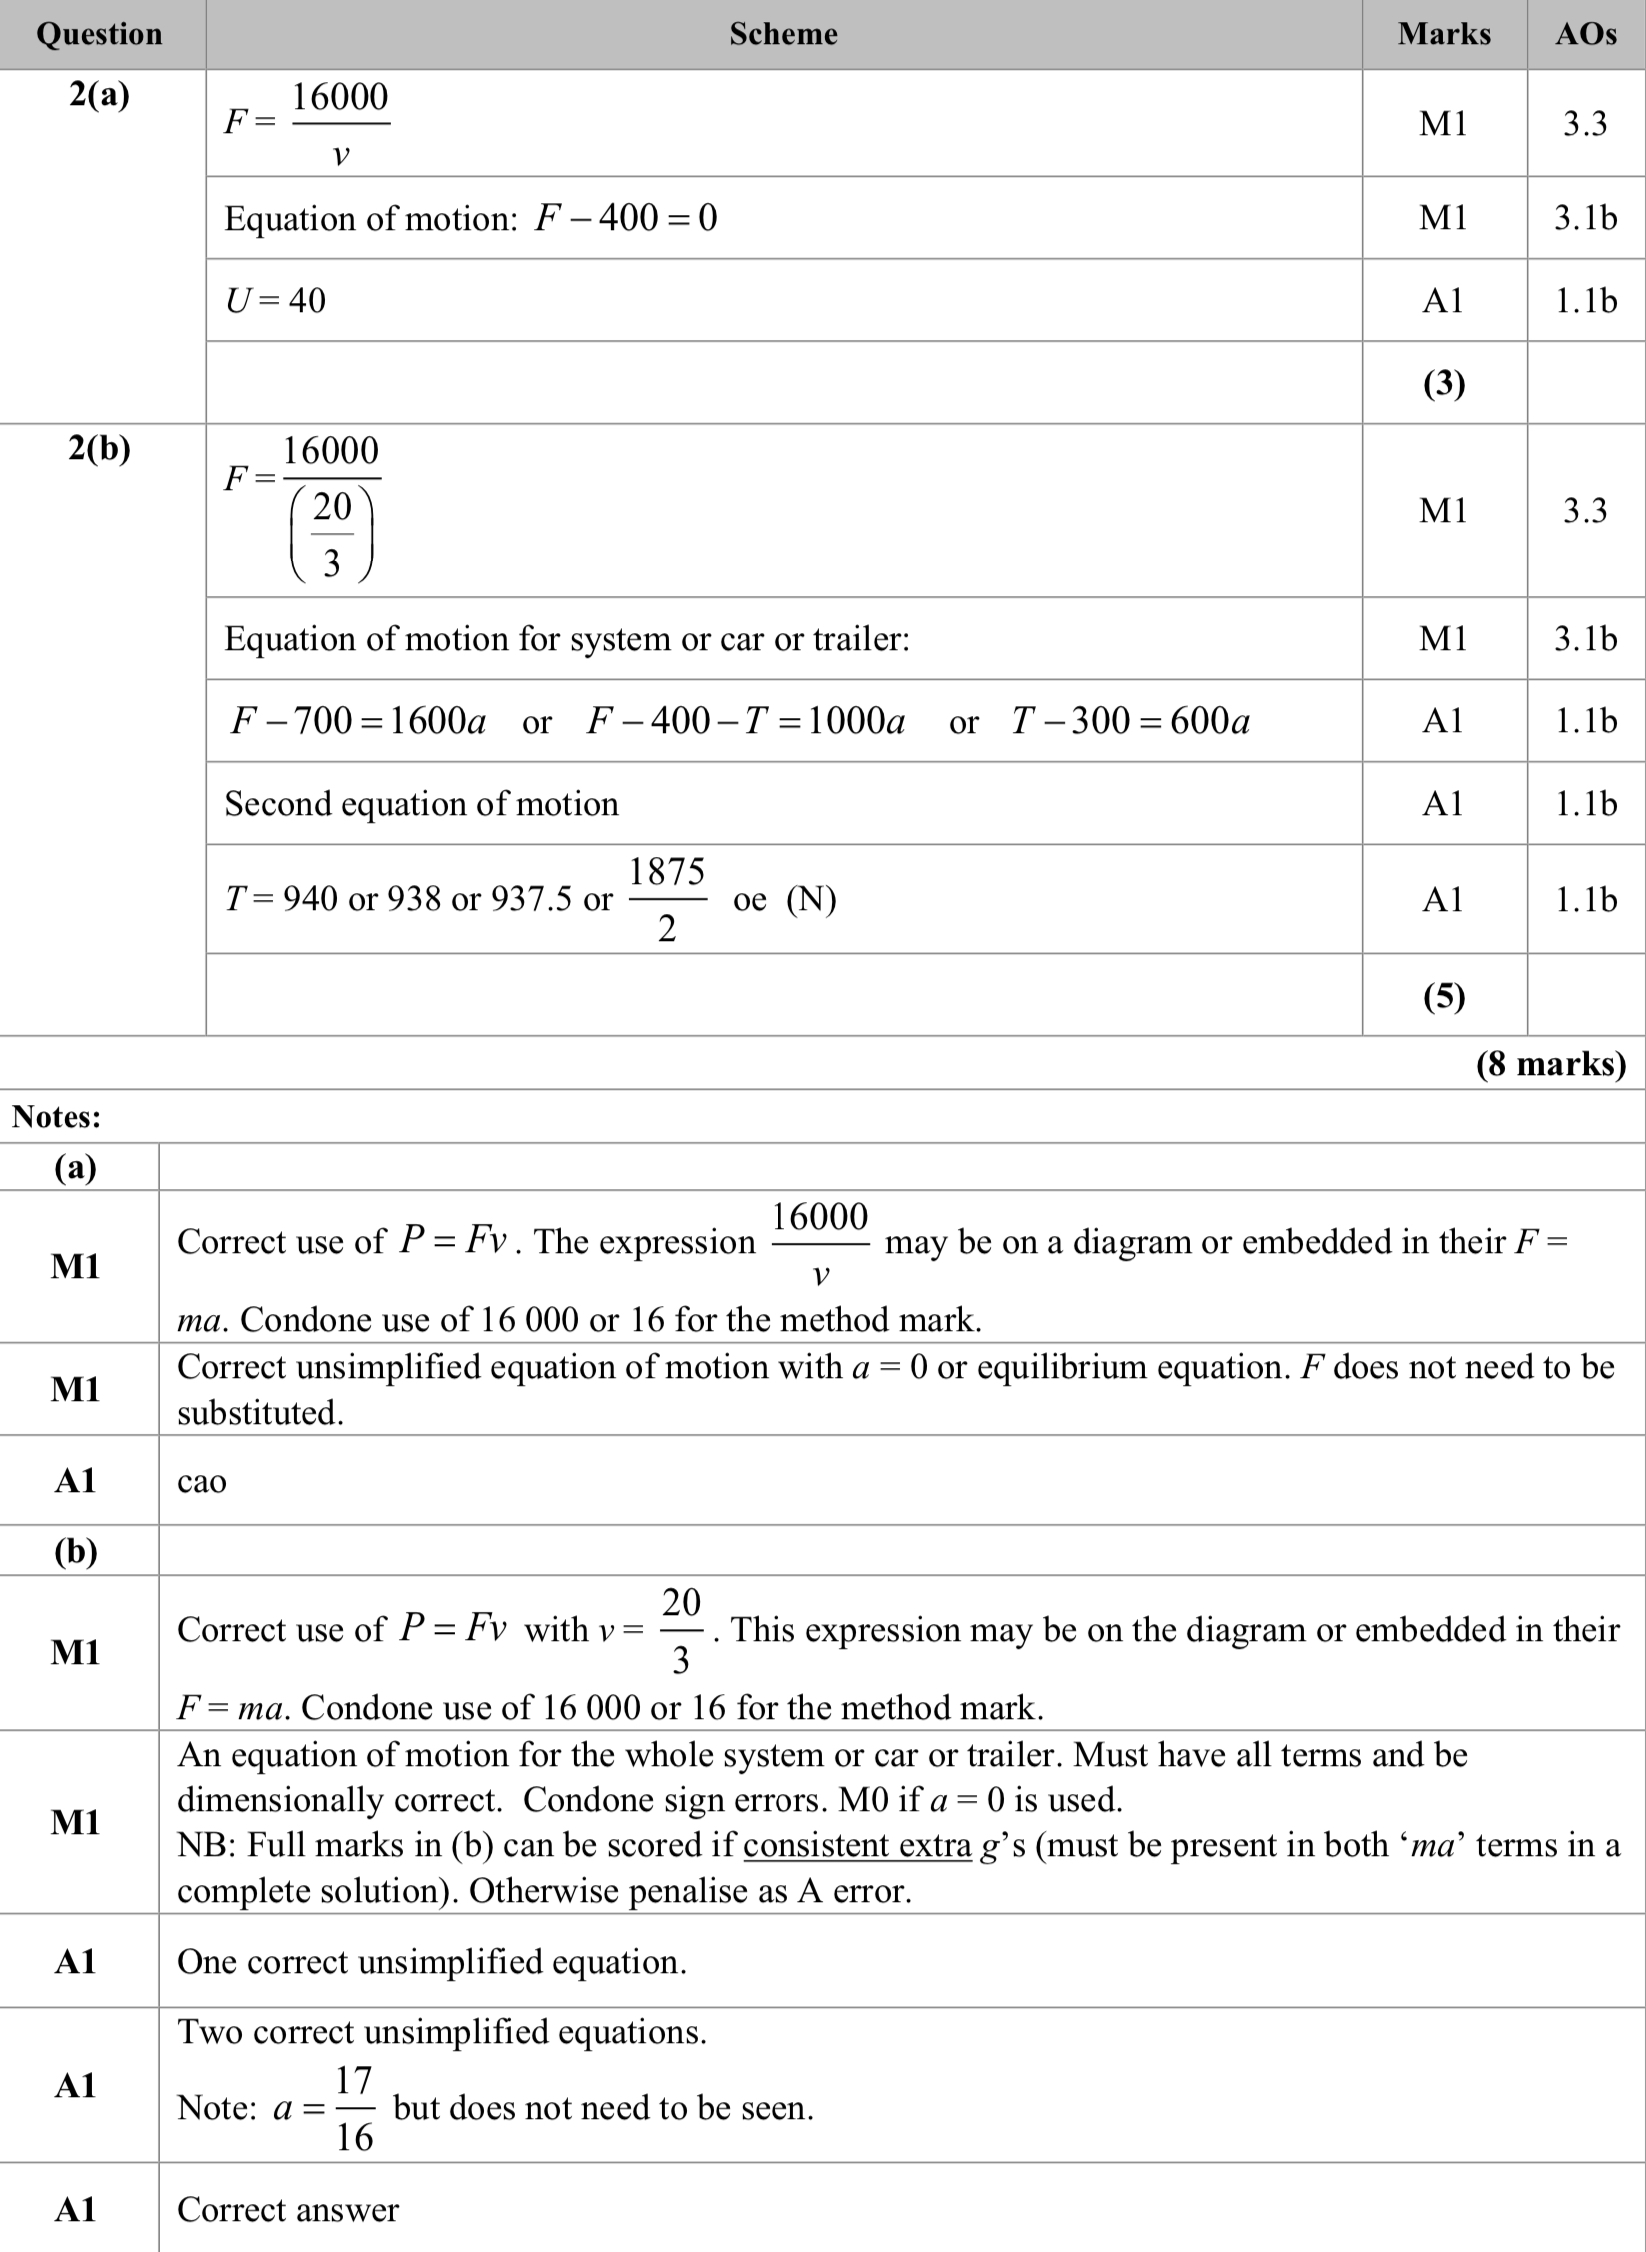 Question Scheme Marks AOs
2(a) F = 16000/v M1 3.3
Equation of motion: F − 400 = 0 M1 3.1b
U = 40 A1 1.1b
(3)
2(b) F = 16000/(20/3) M1 3.3
Equation of motion for system or car or trailer: M1 3.1b
F − 700 = 1600a or F − 400 − T = 1000a or T − 300 = 600a A1 1.1b
Second equation of motion A1 1.1b
T = 940 or 938 or 937.5 or 1875/2 oe (N) A1 1.1b
(5)
(8 marks)
Notes:
(a)
M1 Correct use of P = Fv. The expression 16000/v may be on a diagram or embedded in their F =
ma. Condone use of 16 000 or 16 for the method mark.
M1 Correct unsimplified equation of motion with a = 0 or equilibrium equation. F does not need to be
substituted.
A1 cao
(b)
M1 Correct use of P = Fv with v = 20/3. This expression may be on the diagram or embedded in their
F = ma. Condone use of 16 000 or 16 for the method mark.
M1 An equation of motion for the whole system or car or trailer. Must have all terms and be
dimensionally correct. Condone sign errors. M0 if a = 0 is used.
NB: Full marks in (b) can be scored if consistent extra g’s (must be present in both ‘ma’ terms in a
complete solution). Otherwise penalise as A error.
A1 One correct unsimplified equation.
A1 Two correct unsimplified equations.
Note: a = 17/16 but does not need to be seen.
A1 Correct answer